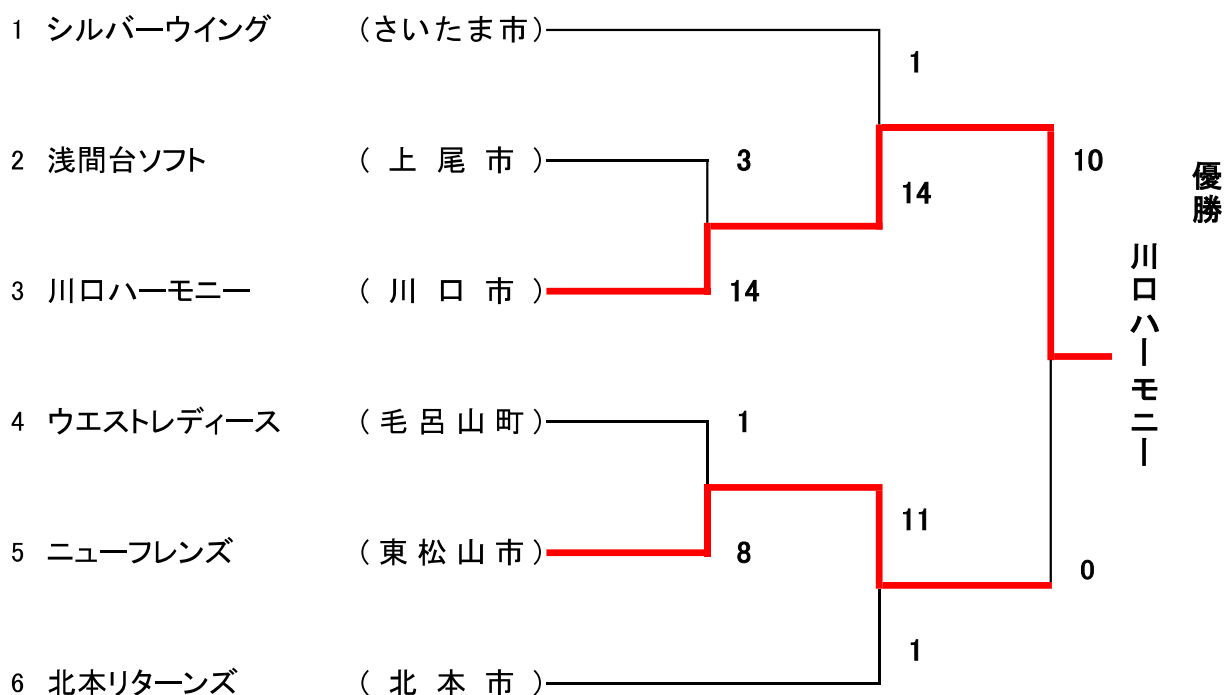 1 シルバーウイング (さいたま市)
1
2 浅間台ソフト (上尾市) 3
10
14
優勝
3 川口ハーモニー (川口市) 14
川口ハーモニー
4 ウエストレディース (毛呂山町) 1
11
5 ニューフレンズ (東松山市) 8
0
1
6 北本リターンズ (北本市)